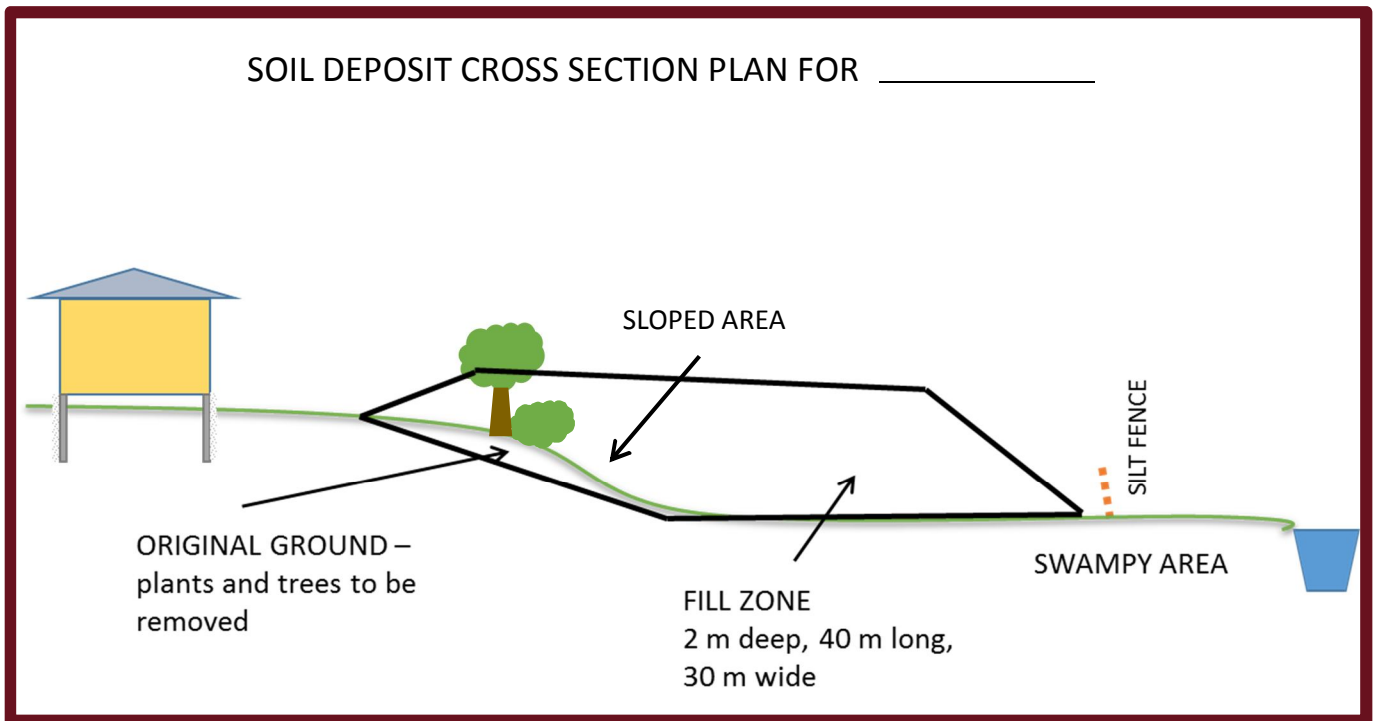 SOIL DEPOSIT CROSS SECTION PLAN FOR ____________
SLOPED AREA
SILT FENCE
ORIGINAL GROUND –
plants and trees to be
removed
SWAMPY AREA
FILL ZONE
2 m deep, 40 m long,
30 m wide